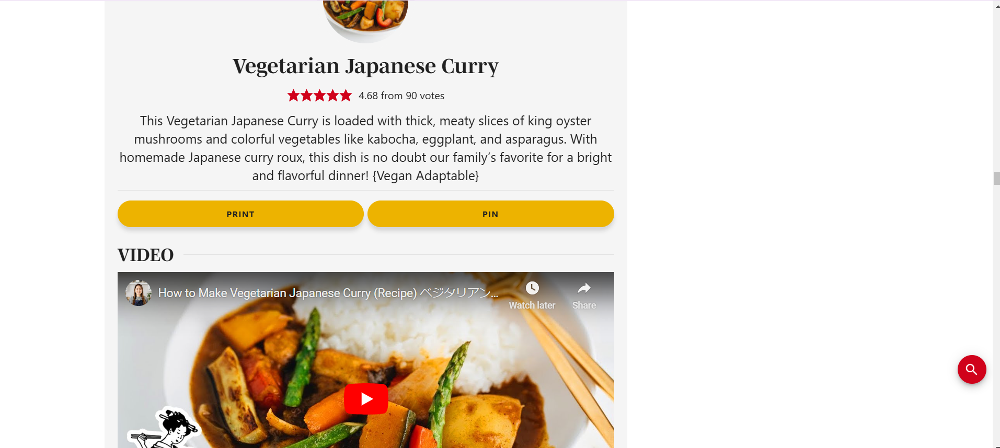 Vegetarian Japanese Curry
4.68 from 90 votes
This Vegetarian Japanese Curry is loaded with thick, meaty slices of king oyster
mushrooms and colorful vegetables like kabocha, eggplant, and asparagus. With
homemade Japanese curry roux, this dish is no doubt our family’s favorite for a bright
and flavorful dinner! {Vegan Adaptable}
PRINT
PIN
VIDEO
How to Make Vegetarian Japanese Curry (Recipe) ベジタリアン...
Watch later
Share